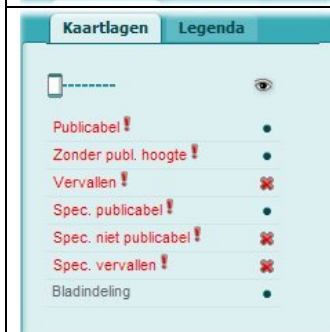 Kaartlagen Legenda
Publicabel!
Zonder publ. hoogte!
Vervallen!
Spec. publicabel!
Spec. niet publicabel!
Spec. vervallen!
Bladindeling